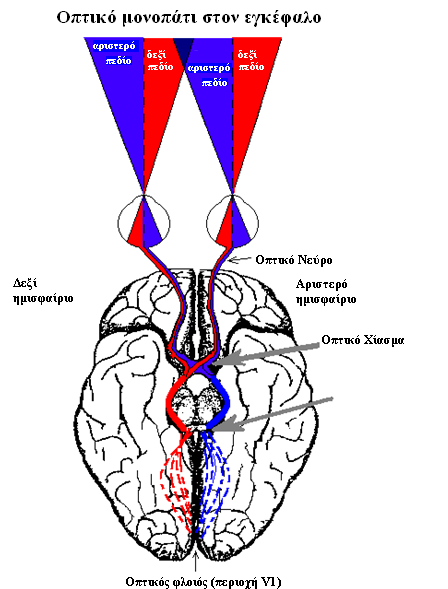 Οπτικό μονοπάτι στον εγκέφαλο
αριστερό
πεδίο
δεξί
πεδίο
αριστερό
πεδίο
δεξί
πεδίο
Οπτικό Νεύρο
Δεξί
ημισφαίριο
Αριστερό
ημισφαίριο
Οπτικό Χίασμα
Οπτικός φλοιός (περιοχή V1)